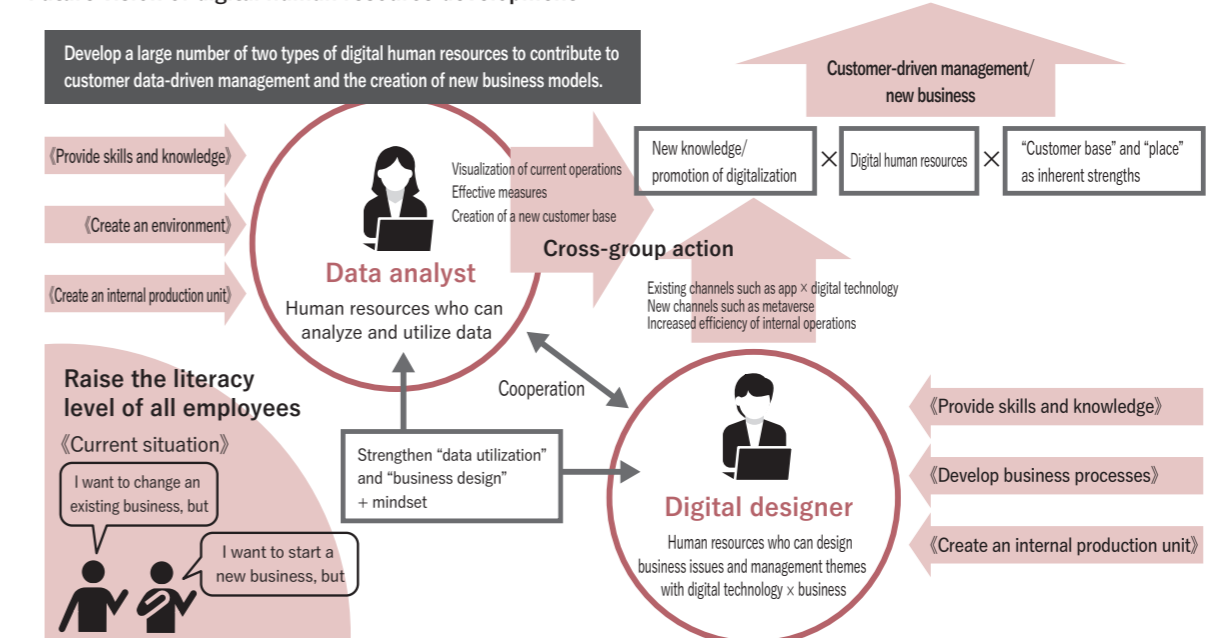 Future vision of digital human resource development
Develop a large number of two types of digital human resources to contribute to
customer data-driven management and the creation of new business models.
Customer-driven management/
new business
New knowledge/
promotion of digitalization
×
Digital human resources
×
“Customer base” and “place”
as inherent strengths
《Provide skills and knowledge》
《Create an environment》
《Create an internal production unit》
Visualization of current operations
Effective measures
Creation of a new customer base
Cross-group action
Data analyst
Human resources who can
analyze and utilize data
Existing channels such as app × digital technology
New channels such as metaverse
Increased efficiency of internal operations
Cooperation
Raise the literacy
level of all employees
《Current situation》
I want to change an
existing business, but
I want to start a
new business, but
Strengthen “data utilization”
and “business design”
+ mindset
Digital designer
Human resources who can design
business issues and management themes
with digital technology × business
《Provide skills and knowledge》
《Develop business processes》
《Create an internal production unit》